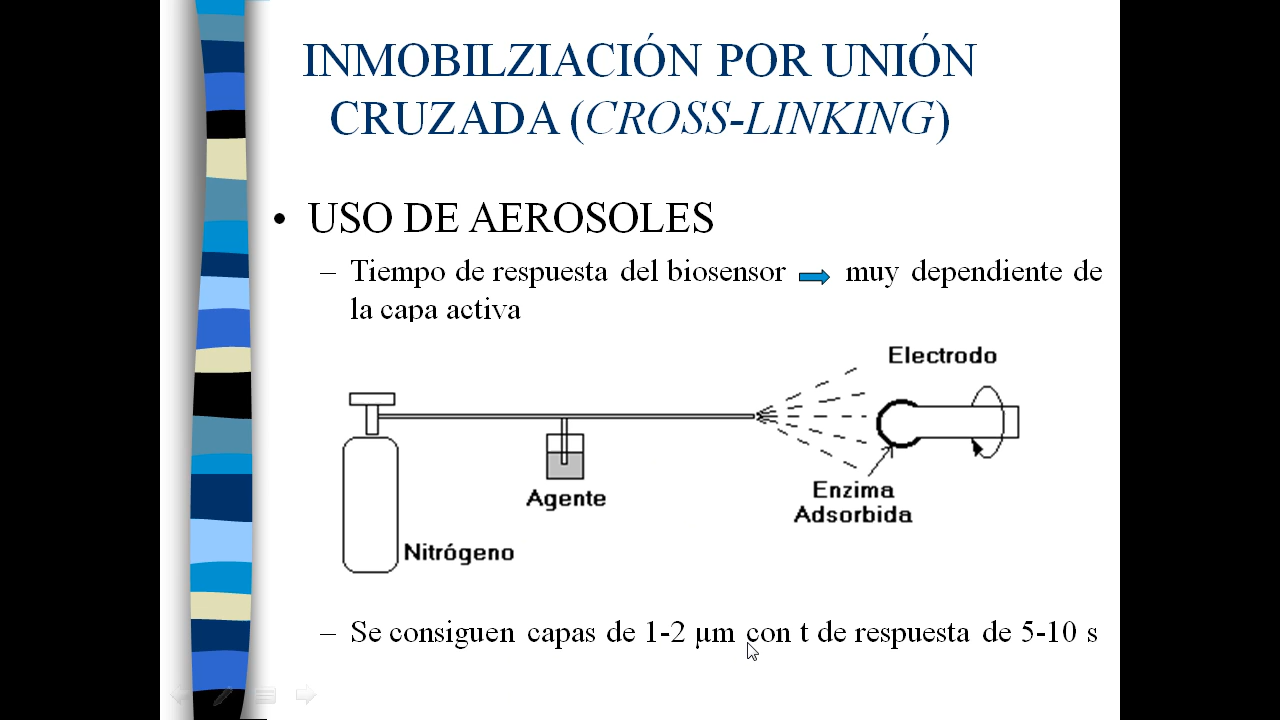 INMOBILZIACIÓN POR UNIÓN
CRUZADA (CROSS-LINKING)
• USO DE AEROSOLES
– Tiempo de respuesta del biosensor muy dependiente de
la capa activa
Electrodo
Agente
Enzima
Adsorbida
Nitrógeno
– Se consiguen capas de 1-2 µm con t de respuesta de 5-10 s